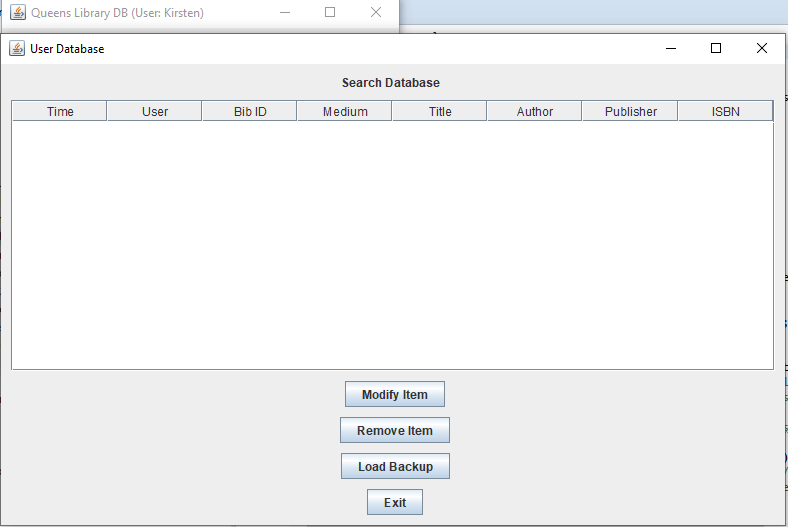 Queens Library DB (User: Kirsten)
User Database
Search Database
Time User Bib ID Medium Title Author Publisher ISBN
Modify Item
Remove Item
Load Backup
Exit